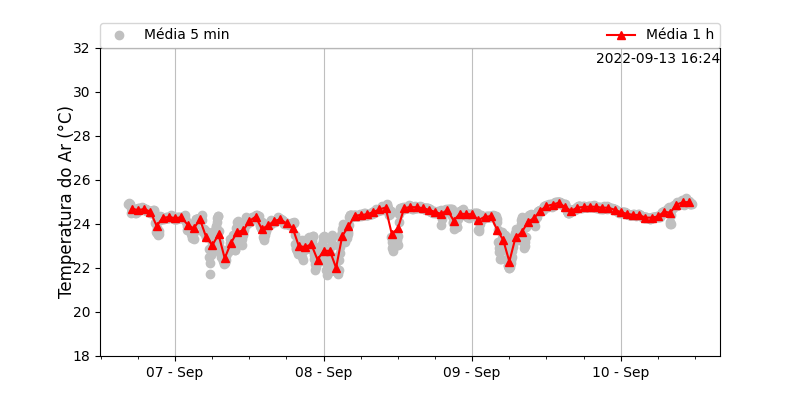 Média 5 min
Média 1 h
2022-09-13 16:24
Temperatura do Ar (°C)
32
30
28
26
24
22
20
18
07 - Sep
08 - Sep
09 - Sep
10 - Sep